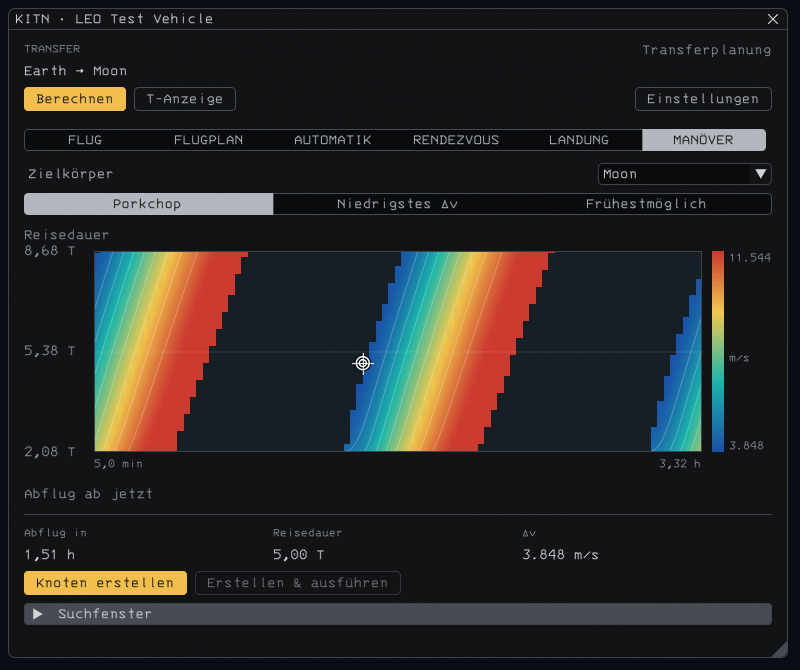 KITN · LEO Test Vehicle
TRANSFER
Transferplanung
Earth → Moon
Berechnen
T-Anzeige
Einstellungen
FLUG FLUGPLAN AUTOMATIK RENDEZVOUS LANDUNG MANÖVER
Zielkörper
Moon
Porkchop Niedrigstes Δv Frühestmöglich
Reisedauer
8,68 T
11.544
5,38 T
m/s
2,08 T
3.848
5,0 min
3,32 h
Abflug ab jetzt
Abflug in Reisedauer Δv
1,51 h 5,00 T 3.848 m/s
Knoten erstellen
Erstellen & ausführen
Suchfenster